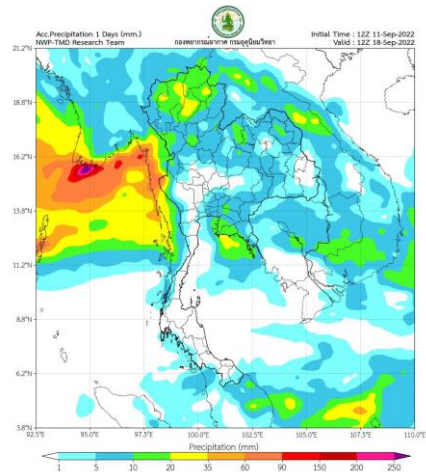 Acc.Precipitation 1 Days (mm.)
NWP-TMD Research Team
กองพยากรณ์อากาศ กรมอุตุนิยมวิทยา
Initial Time : 12Z 11-Sep-2022
Valid : 12Z 18-Sep-2022
21.2°N
18.8°N
16.2°N
13.8°N
11.2°N
8.8°N
6.2°N
3.8°N
92.5°E 95.0°E 97.5°E 100.0°E 102.5°E 105.0°E 107.5°E 110.0°E
Precipitation (mm)
1 5 10 20 35 60 90 150 200 250